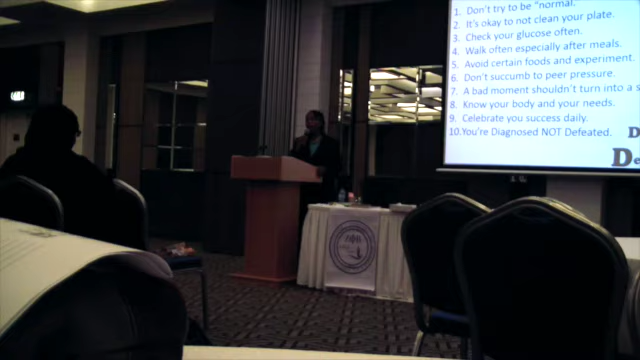 1. Don't try to be "normal.
2. It's okay to not clean your plate.
3. Check your glucose often.
4. Walk often especially after meals.
5. Avoid certain foods and experiment.
6. Don't succumb to peer pressure.
7. A bad moment shouldn't turn into a s
8. Know your body and your needs.
9. Celebrate you success daily.
10.You're Diagnosed NOT Defeated.
D
De